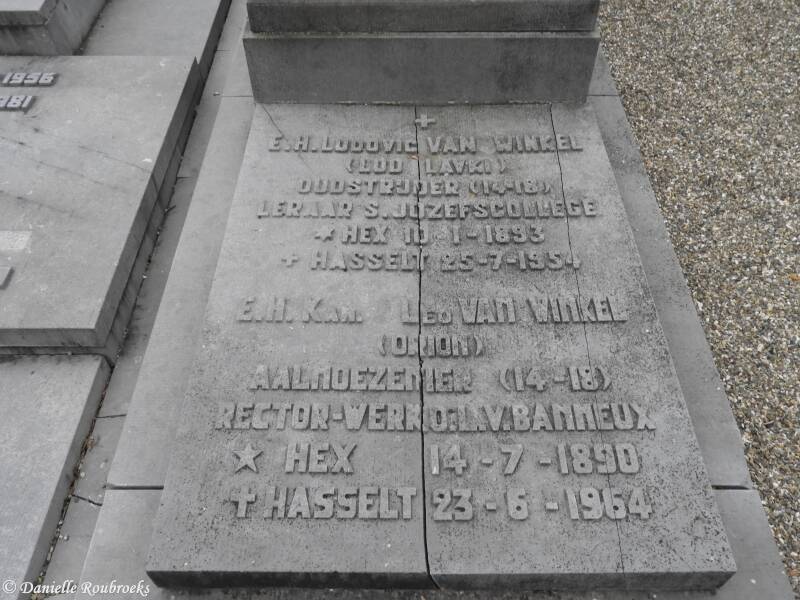 1956
1981
+
E.H. LODOVIC VAN WINKEL
(LOD LAVKI)
OUDSTRIJDER (14-18)
LERAAR S. JOZEFSCOLLEGE
* HEX 10-1-1893
+ HASSELT 25-7-1954
E.H. KAN. LEO VAN WINKEL
(ORION)
AALMOEZENIER (14-18)
RECTOR-WERK O.L.V. BANNEUX
★ HEX 14-7-1890
✝ HASSELT 23-6-1964
© Danielle Roubroeks